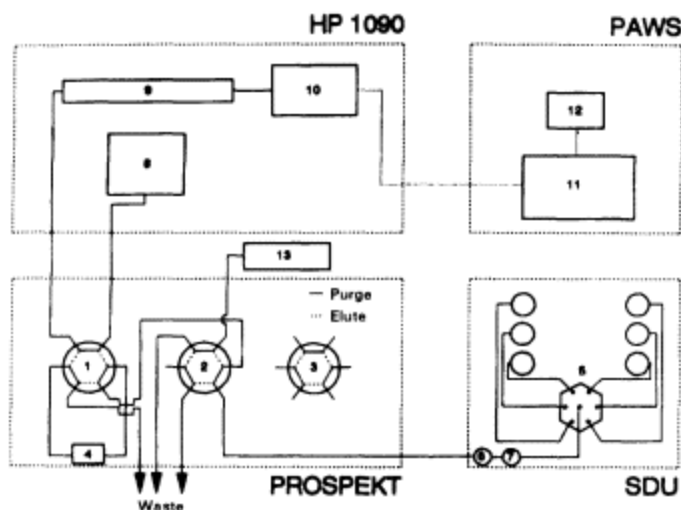 HP 1090
PAWS
9
10
12
8
11
13
Purge
Elute
1
2
3
5
4
6
7
Waste
PROSPEKT
SDU